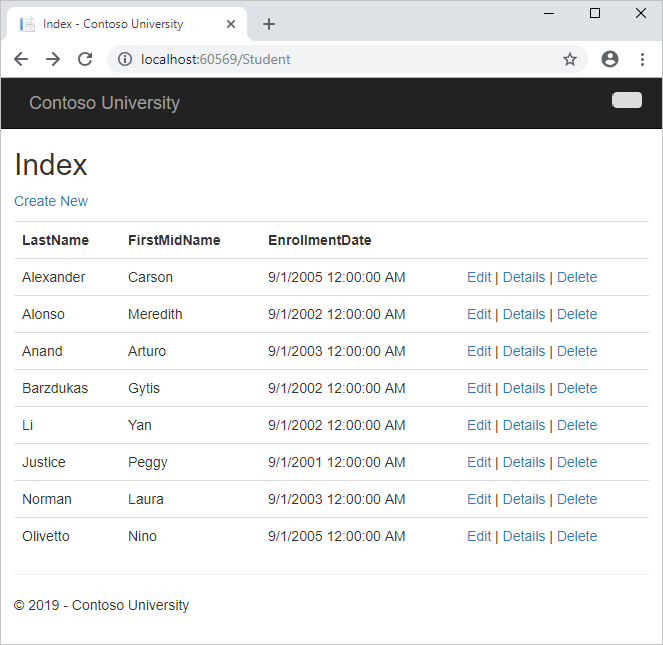 Index - Contoso University
localhost:60569/Student
Contoso University
Index
Create New
LastName FirstMidName EnrollmentDate
Alexander Carson 9/1/2005 12:00:00 AM Edit | Details | Delete
Alonso Meredith 9/1/2002 12:00:00 AM Edit | Details | Delete
Anand Arturo 9/1/2003 12:00:00 AM Edit | Details | Delete
Barzdukas Gytis 9/1/2002 12:00:00 AM Edit | Details | Delete
Li Yan 9/1/2002 12:00:00 AM Edit | Details | Delete
Justice Peggy 9/1/2001 12:00:00 AM Edit | Details | Delete
Norman Laura 9/1/2003 12:00:00 AM Edit | Details | Delete
Olivetto Nino 9/1/2005 12:00:00 AM Edit | Details | Delete
© 2019 - Contoso University